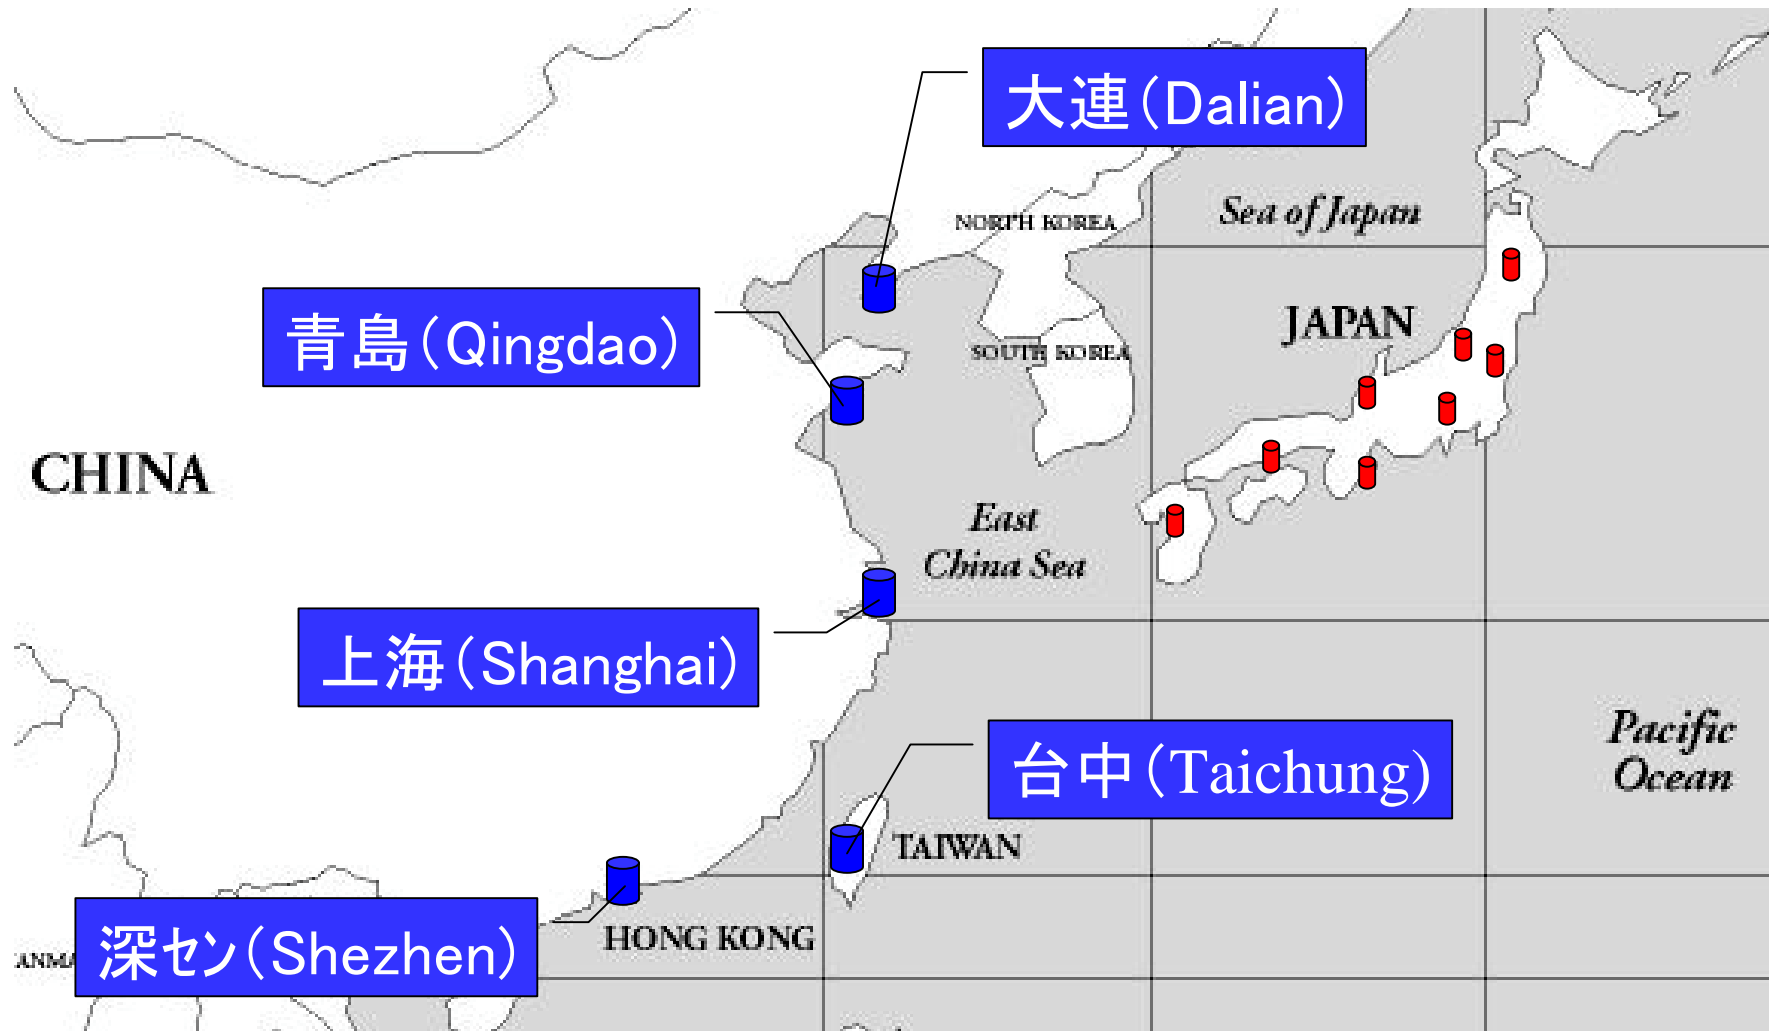 大連(Dalian)
NORTH KOREA
Sea of Japan
青島(Qingdao)
JAPAN
SOUTH KOREA
CHINA
East
China Sea
上海(Shanghai)
Pacific
Ocean
台中(Taichung)
TAIWAN
深セン(Shezhen)
HONG KONG